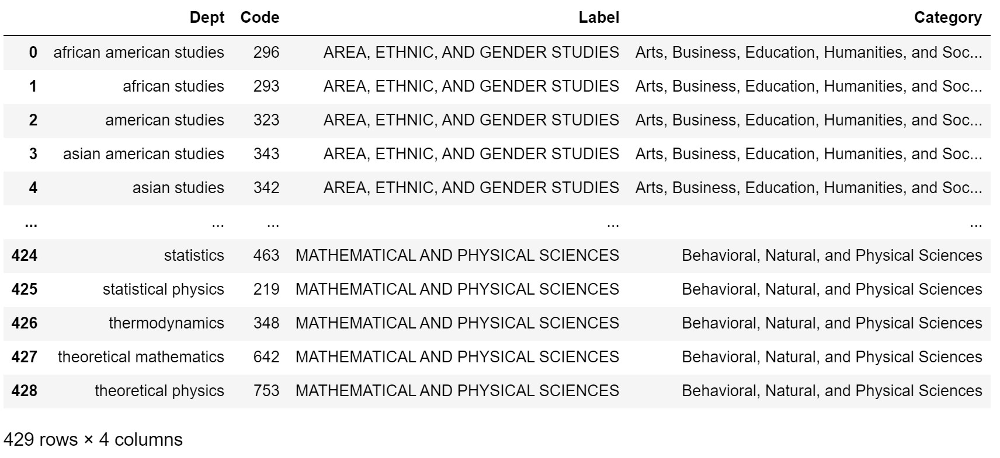 Dept Code Label Category
0 african american studies 296 AREA, ETHNIC, AND GENDER STUDIES Arts, Business, Education, Humanities, and Soc...
1 african studies 293 AREA, ETHNIC, AND GENDER STUDIES Arts, Business, Education, Humanities, and Soc...
2 american studies 323 AREA, ETHNIC, AND GENDER STUDIES Arts, Business, Education, Humanities, and Soc...
3 asian american studies 343 AREA, ETHNIC, AND GENDER STUDIES Arts, Business, Education, Humanities, and Soc...
4 asian studies 342 AREA, ETHNIC, AND GENDER STUDIES Arts, Business, Education, Humanities, and Soc...
... ... ... ... ...
424 statistics 463 MATHEMATICAL AND PHYSICAL SCIENCES Behavioral, Natural, and Physical Sciences
425 statistical physics 219 MATHEMATICAL AND PHYSICAL SCIENCES Behavioral, Natural, and Physical Sciences
426 thermodynamics 348 MATHEMATICAL AND PHYSICAL SCIENCES Behavioral, Natural, and Physical Sciences
427 theoretical mathematics 642 MATHEMATICAL AND PHYSICAL SCIENCES Behavioral, Natural, and Physical Sciences
428 theoretical physics 753 MATHEMATICAL AND PHYSICAL SCIENCES Behavioral, Natural, and Physical Sciences
429 rows × 4 columns